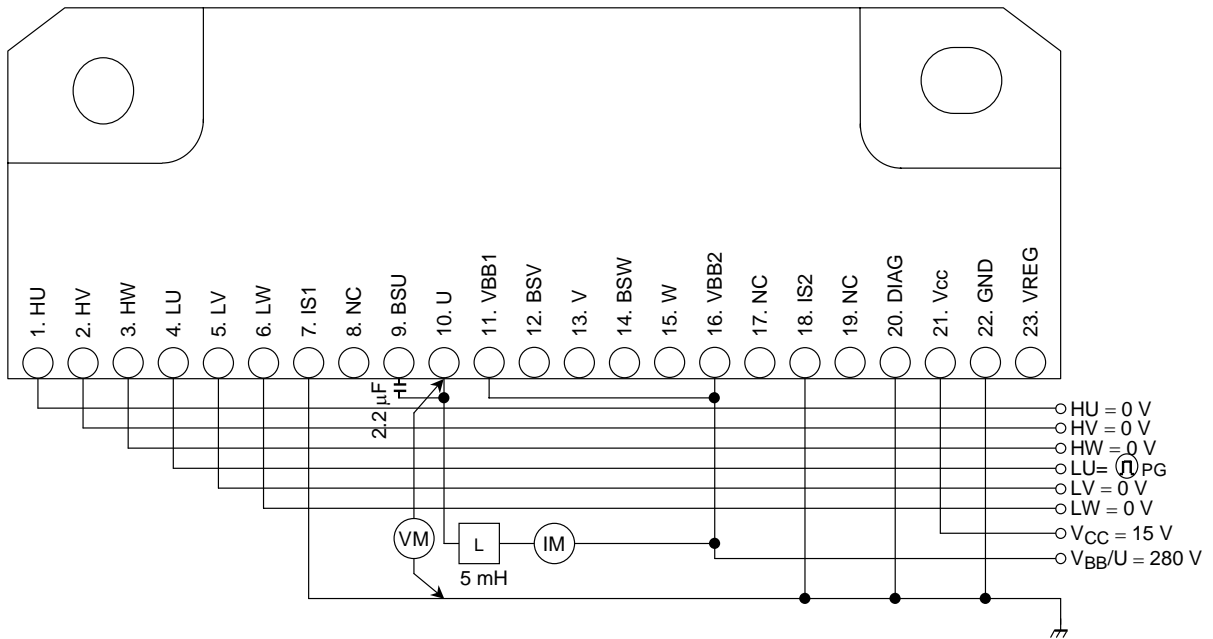 1. HU
2. HV
3. HW
4. LU
5. LV
6. LW
7. IS1
8. NC
9. BSU
10. U
11. VBB1
12. BSV
13. V
14. BSW
15. W
16. VBB2
17. NC
18. IS2
19. NC
20. DIAG
21. Vcc
22. GND
23. VREG
2.2 μF
HU = 0 V
HV = 0 V
HW = 0 V
LU= PG
LV = 0 V
LW = 0 V
VCC = 15 V
VBB/U = 280 V
VM
L
IM
5 mH